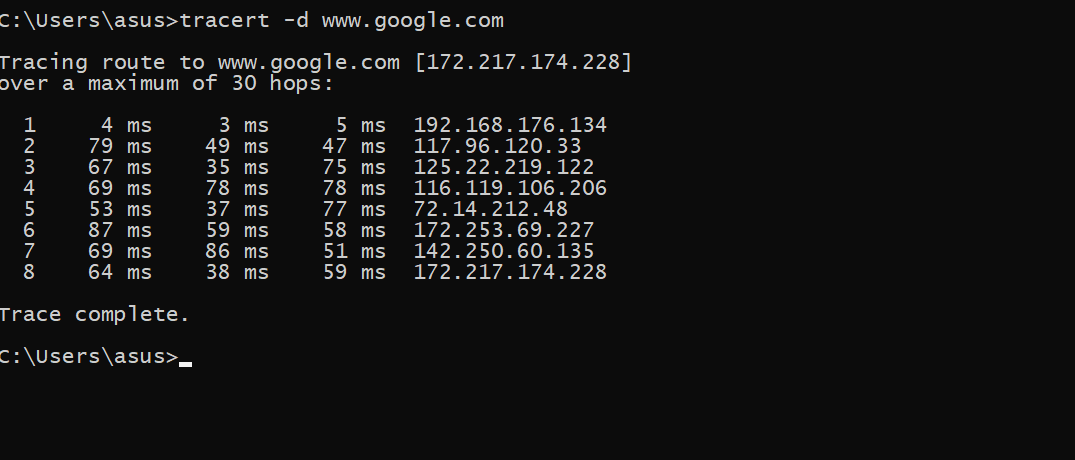 C:\Users\asus>tracert -d www.google.com
Tracing route to www.google.com [172.217.174.228]
over a maximum of 30 hops:
1 4 ms 3 ms 5 ms 192.168.176.134
2 79 ms 49 ms 47 ms 117.96.120.33
3 67 ms 35 ms 75 ms 125.22.219.122
4 69 ms 78 ms 78 ms 116.119.106.206
5 53 ms 37 ms 77 ms 72.14.212.48
6 87 ms 59 ms 58 ms 172.253.69.227
7 69 ms 86 ms 51 ms 142.250.60.135
8 64 ms 38 ms 59 ms 172.217.174.228
Trace complete.
C:\Users\asus>